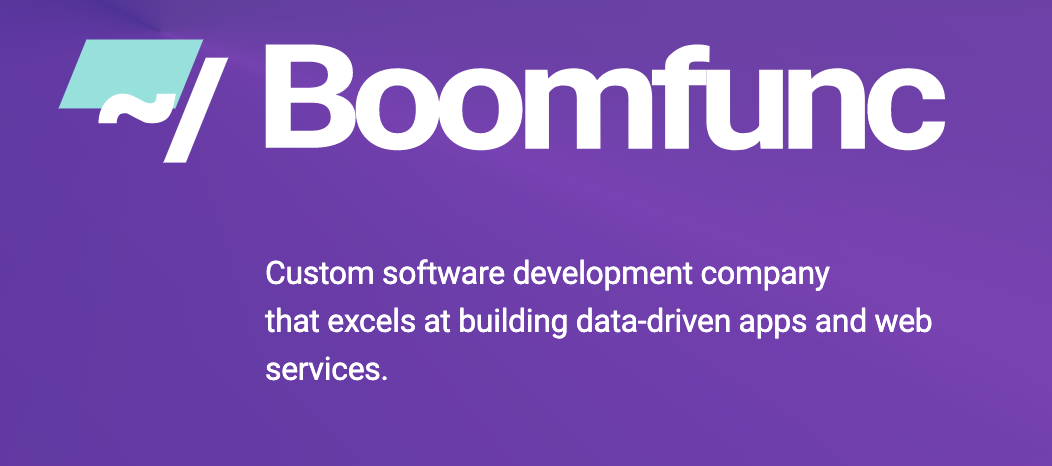 ~/ Boomfunc
Custom software development company
that excels at building data-driven apps and web
services.